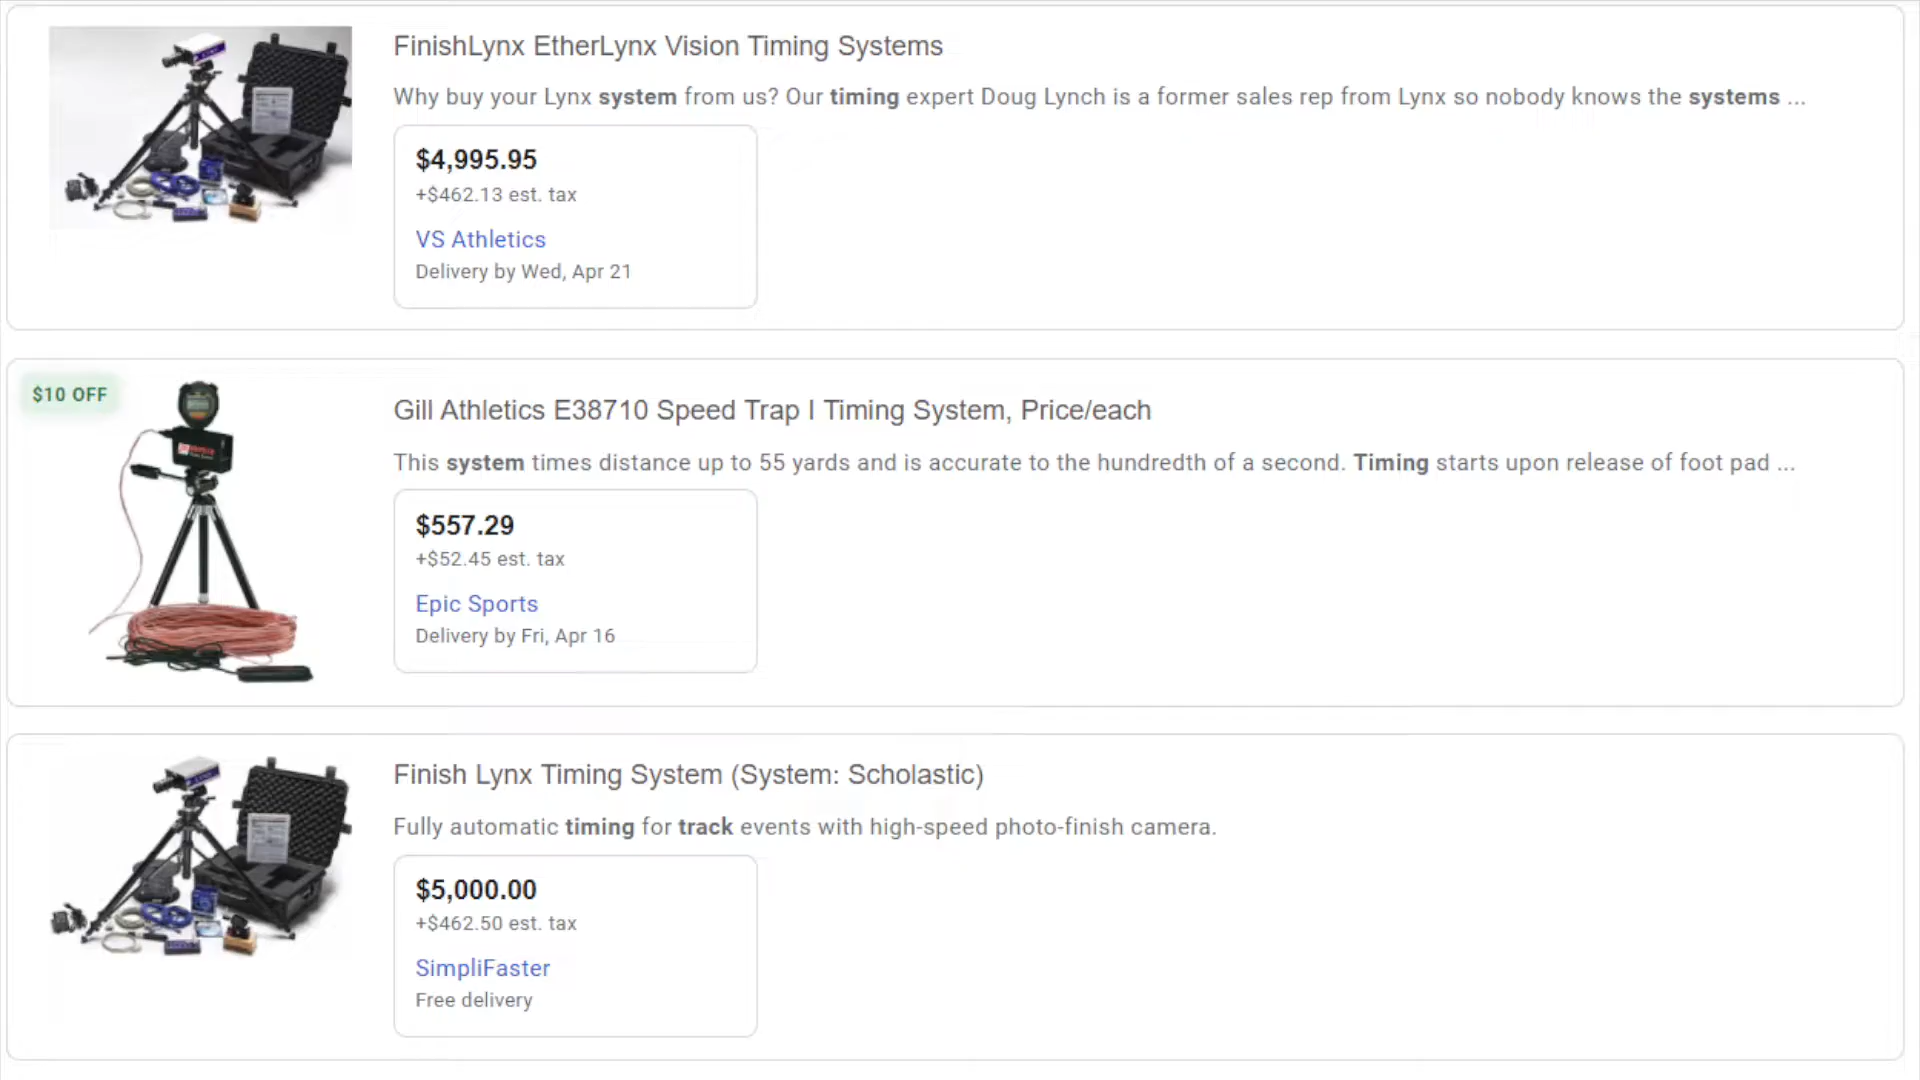 FinishLynx EtherLynx Vision Timing Systems
Why buy your Lynx system from us? Our timing expert Doug Lynch is a former sales rep from Lynx so nobody knows the systems ...
$4,995.95
+$462.13 est. tax
VS Athletics
Delivery by Wed, Apr 21
$10 OFF
Gill Athletics E38710 Speed Trap I Timing System, Price/each
This system times distance up to 55 yards and is accurate to the hundredth of a second. Timing starts upon release of foot pad ...
$557.29
+$52.45 est. tax
Epic Sports
Delivery by Fri, Apr 16
Finish Lynx Timing System (System: Scholastic)
Fully automatic timing for track events with high-speed photo-finish camera.
$5,000.00
+$462.50 est. tax
SimpliFaster
Free delivery